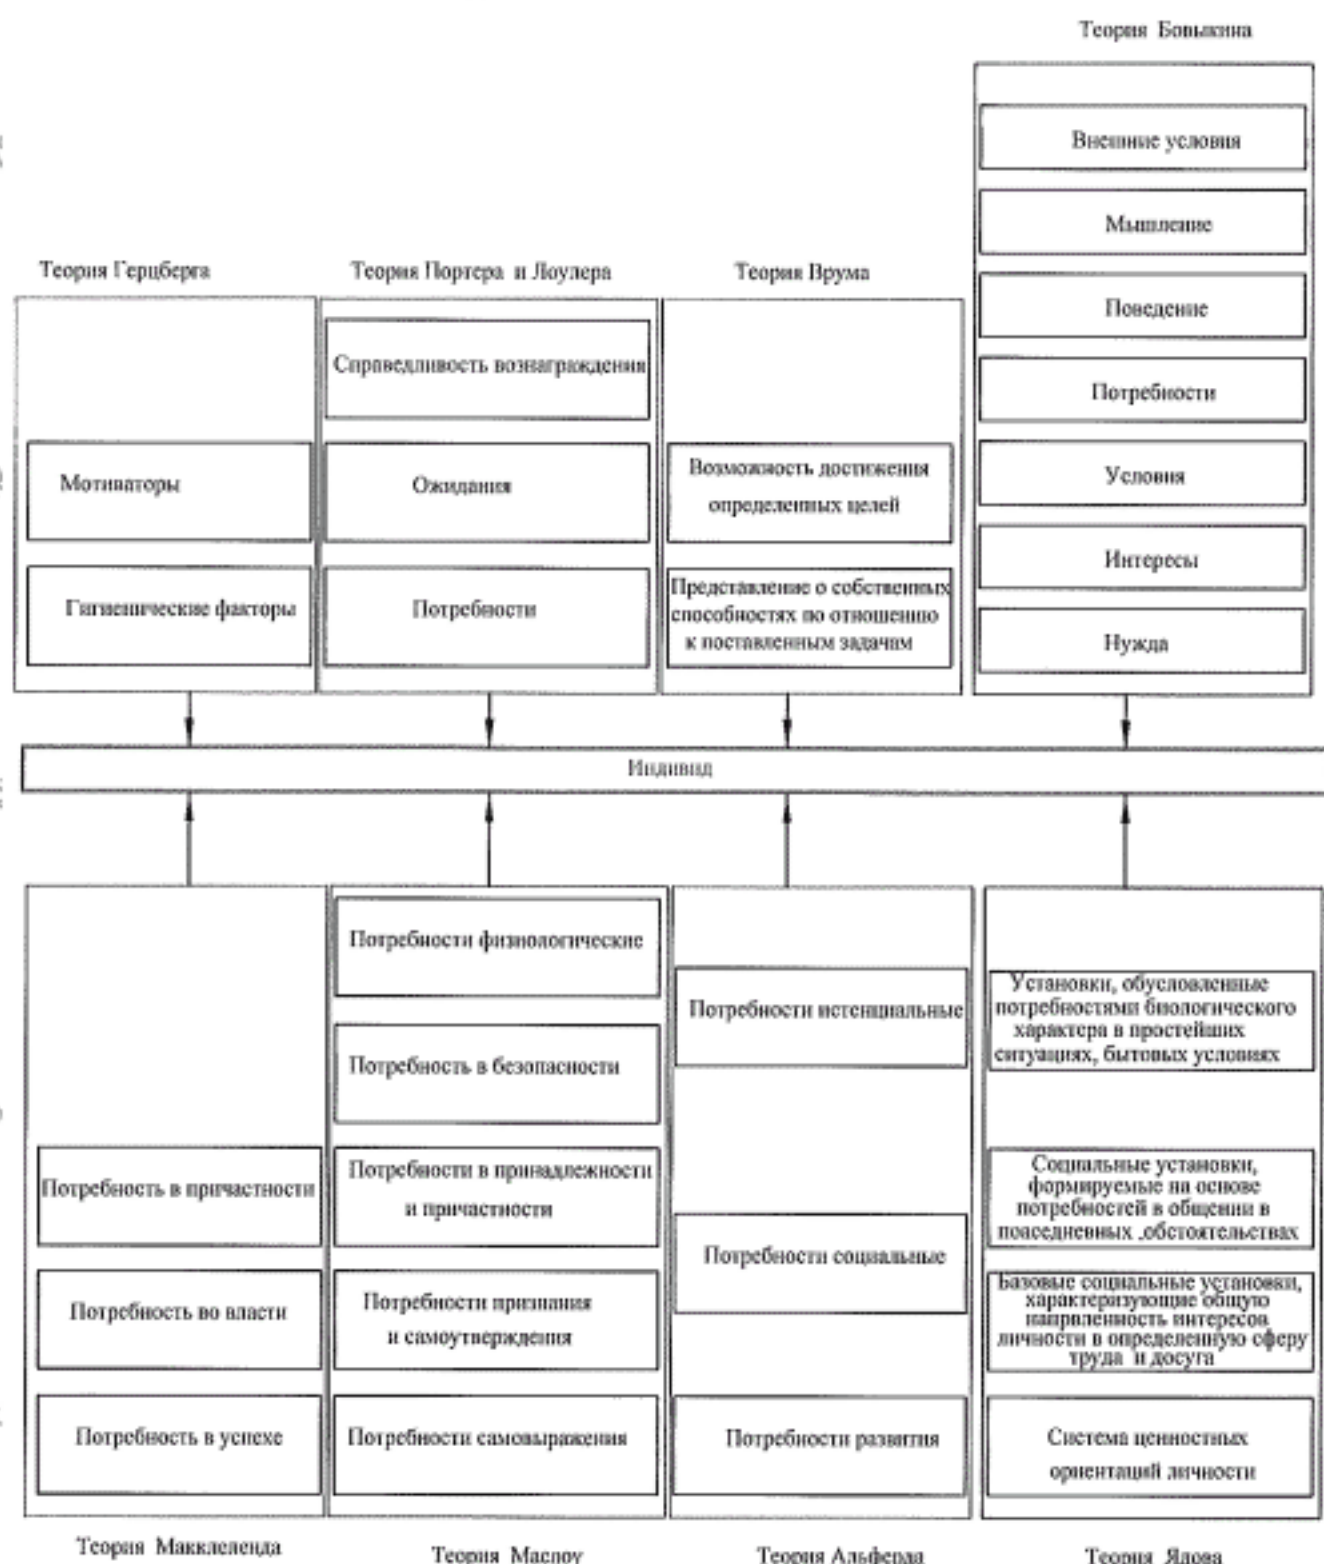 Теория Бовыкина
Внешние условия
Мышление
Поведение
Потребности
Условия
Интересы
Нужда
Теория Герцберга
Мотиваторы
Гигиенические факторы
Теория Портера и Лоулера
Справедливость вознаграждения
Ожидания
Потребности
Теория Врума
Возможность достижения
определенных целей
Представление о собственных
способностях по отношению
к поставленным задачам
Индивид
Потребность в причастности
Потребность во власти
Потребность в успехе
Теория Макклеленда
Потребности физиологические
Потребность в безопасности
Потребности в принадлежности
и причастности
Потребности признания
и самоутверждения
Потребности самовыражения
Теория Маслоу
Потребности истенциальные
Потребности социальные
Потребности развития
Теория Альферда
Установки, обусловленные
потребностями биологического
характера в простейших
ситуациях, бытовых условиях
Социальные установки,
формируемые на основе
потребностей в общении в
повседневных ,обстоятельствах
Базовые социальные установки,
характеризующие общую
напрвленность интересов
личности в определенную сферу
труда и досуга
Система ценностных
ориентаций личности
Теория Ядова